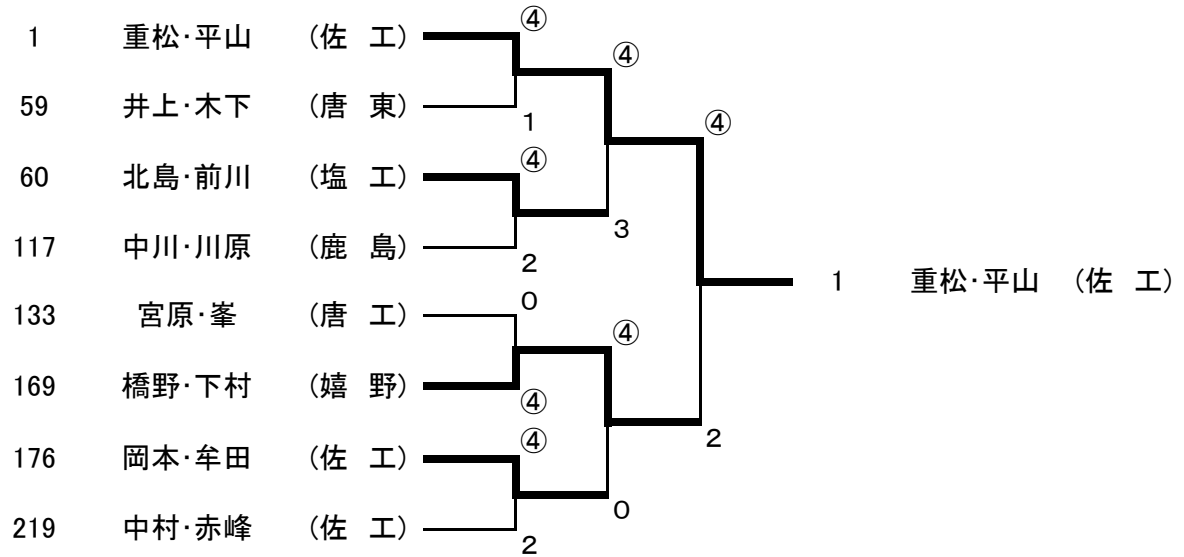 ④
1 重松・平山 (佐 工)
④
59 井上・木下 (唐 東)
1
④
④
60 北島・前川 (塩 工)
3
117 中川・川原 (鹿 島)
2
1 重松・平山 (佐 工)
0
133 宮原・峯 (唐 工)
④
169 橋野・下村 (嬉 野)
④
④
2
176 岡本・牟田 (佐 工)
0
219 中村・赤峰 (佐 工)
2